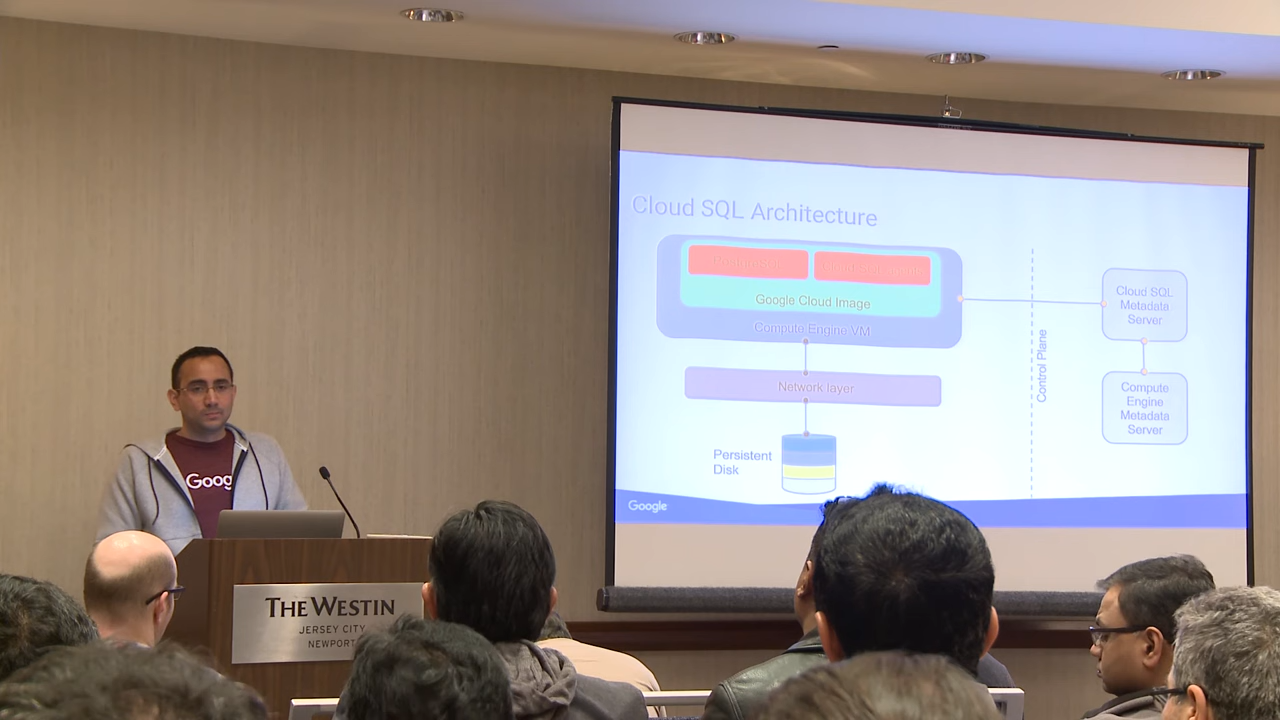 Cloud SQL Architecture
Google Cloud Image
Compute Engine VM
Network layer
Persistent
Disk
Control Plane
Cloud SQL
Metadata
Server
Compute
Engine
Metadata
Server
Google
Goog
THE WESTIN
JERSEY CITY
NEWPORT